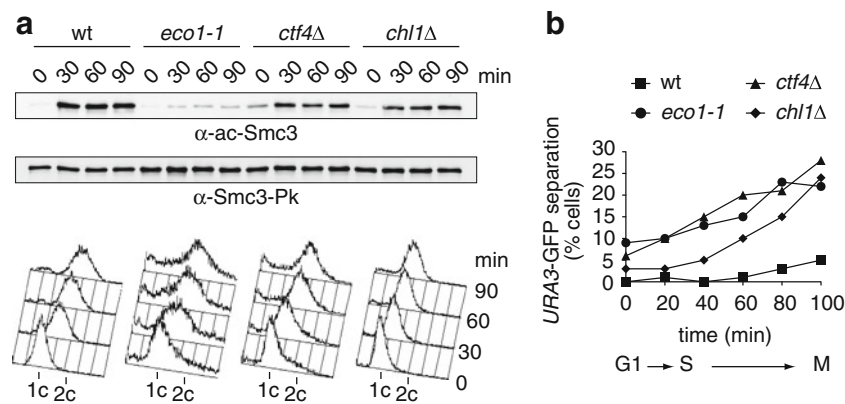 a
wt eco1-1 ctf4Δ chl1Δ
0 30 60 90 0 30 60 90 0 30 60 90 0 30 60 90 min
α-ac-Smc3
α-Smc3-Pk
min
90
60
30
0
1c 2c 1c 2c 1c 2c 1c 2c
b
wt ctf4Δ
eco1-1 chl1Δ
URA3-GFP separation
(% cells)
30
25
20
15
10
5
0
0 20 40 60 80 100
time (min)
G1 S M